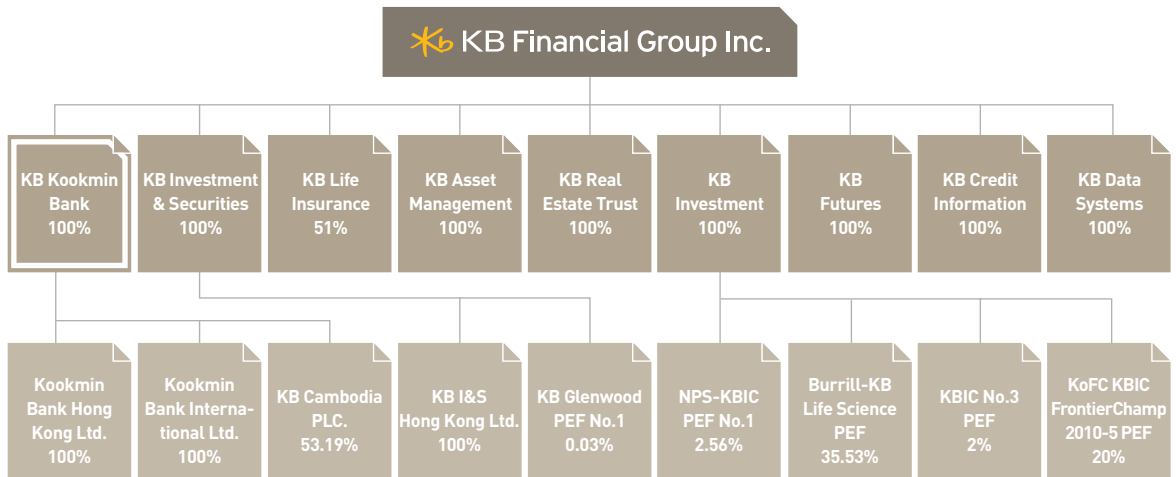 Kb KB Financial Group Inc.
KB Kookmin
Bank
100%
KB Investment
& Securities
100%
KB Life
Insurance
51%
KB Asset
Management
100%
KB Real
Estate Trust
100%
KB
Investment
100%
KB
Futures
100%
KB Credit
Information
100%
KB Data
Systems
100%
Kookmin
Bank Hong
Kong Ltd.
100%
Kookmin
Bank Interna-
tional Ltd.
100%
KB Cambodia
PLC.
53.19%
KB I&S
Hong Kong Ltd.
100%
KB Glenwood
PEF No.1
0.03%
NPS-KBIC
PEF No.1
2.56%
Burrill-KB
Life Science
PEF
35.53%
KBIC No.3
PEF
2%
KoFC KBIC
FrontierChamp
2010-5 PEF
20%